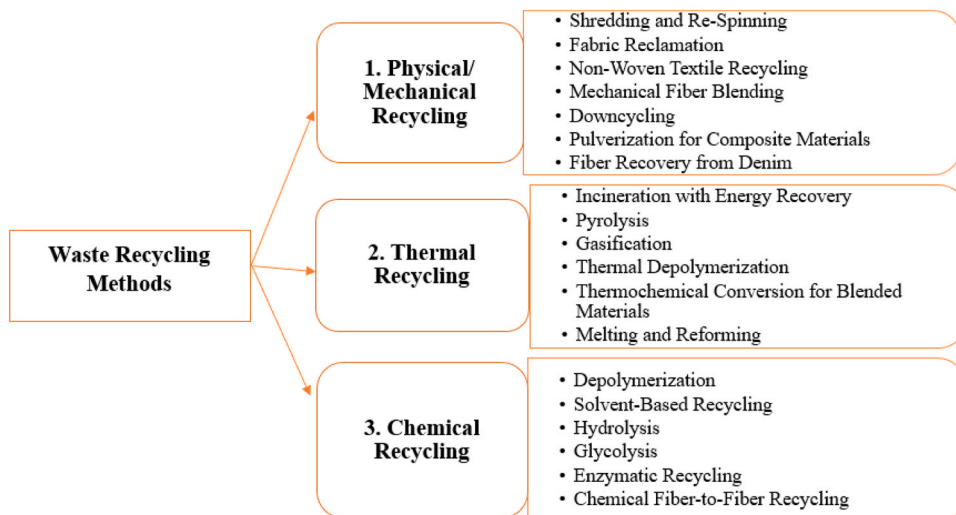 Waste Recycling
Methods
1. Physical/
Mechanical
Recycling
• Shredding and Re-Spinning
• Fabric Reclamation
• Non-Woven Textile Recycling
• Mechanical Fiber Blending
• Downcycling
• Pulverization for Composite Materials
• Fiber Recovery from Denim
2. Thermal
Recycling
• Incineration with Energy Recovery
• Pyrolysis
• Gasification
• Thermal Depolymerization
• Thermochemical Conversion for Blended
Materials
• Melting and Reforming
3. Chemical
Recycling
• Depolymerization
• Solvent-Based Recycling
• Hydrolysis
• Glycolysis
• Enzymatic Recycling
• Chemical Fiber-to-Fiber Recycling